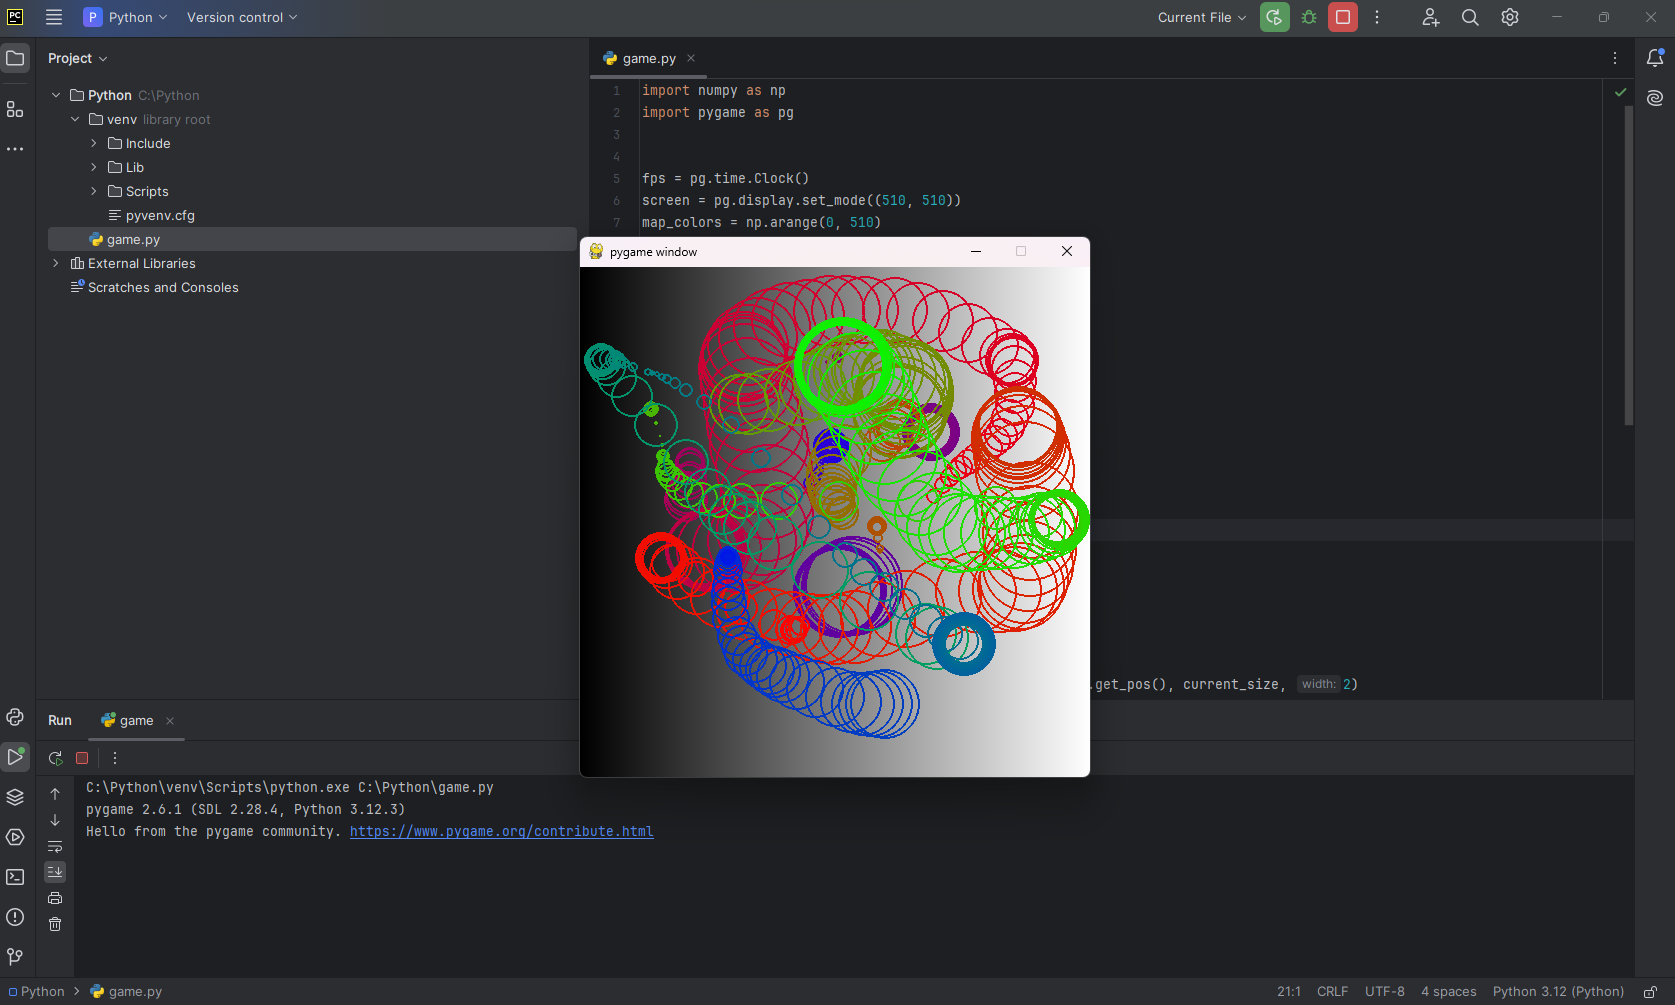 PC
P Python
Version control
Current File
Project
game.py
Python C:\Python
venv library root
Include
Lib
Scripts
pyvenv.cfg
game.py
External Libraries
Scratches and Consoles
1 import numpy as np
2 import pygame as pg
3
4
5 fps = pg.time.Clock()
6 screen = pg.display.set_mode((510, 510))
7 map_colors = np.arange(0, 510)
pygame window
.get_pos(), current_size, width: 2)
Run
game
C:\Python\venv\Scripts\python.exe C:\Python\game.py
pygame 2.6.1 (SDL 2.28.4, Python 3.12.3)
Hello from the pygame community. https://www.pygame.org/contribute.html
Python > game.py
21:1 CRLF UTF-8 4 spaces Python 3.12 (Python)